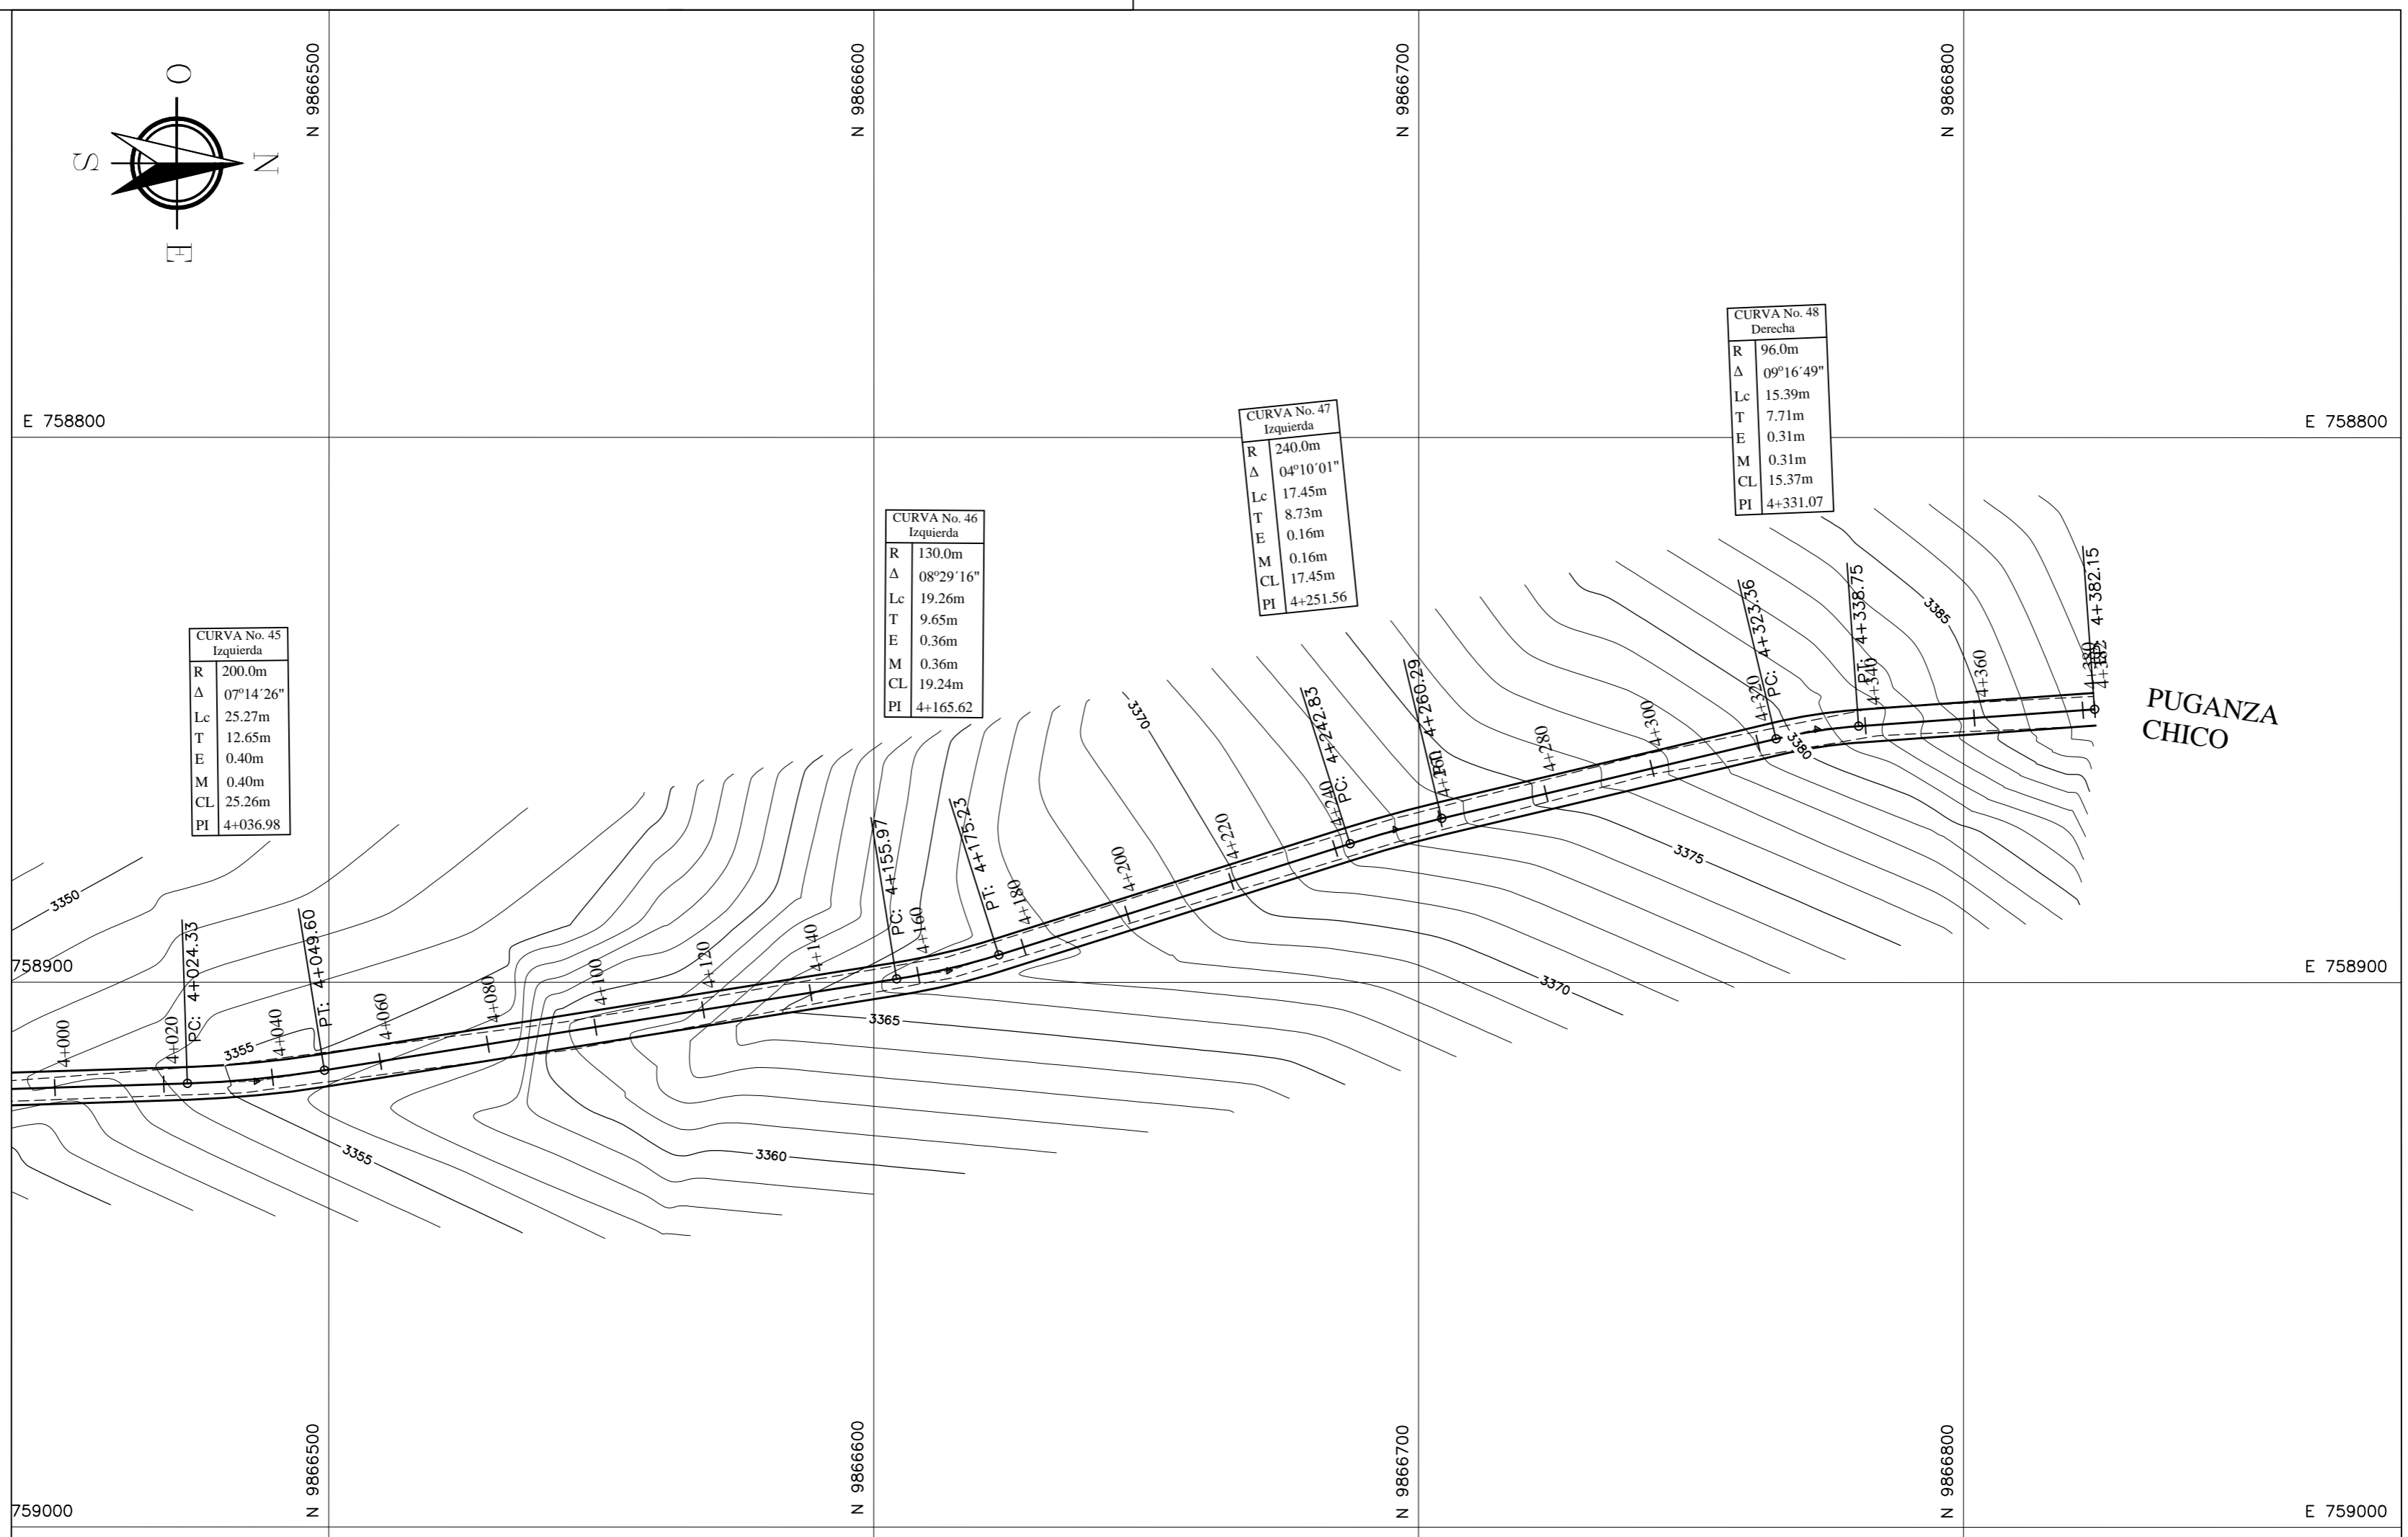 N 9866500
N 9866600
N 9866700
N 9866800
O
S
N
E
E 758800
E 758800
CURVA No. 48
Derecha
R 96.0m
Δ 09°16´49"
Lc 15.39m
T 7.71m
E 0.31m
M 0.31m
CL 15.37m
PI 4+331.07
CURVA No. 47
Izquierda
R 240.0m
Δ 04°10´01"
Lc 17.45m
T 8.73m
E 0.16m
M 0.16m
CL 17.45m
PI 4+251.56
CURVA No. 46
Izquierda
R 130.0m
Δ 08°29´16"
Lc 19.26m
T 9.65m
E 0.36m
M 0.36m
CL 19.24m
PI 4+165.62
CURVA No. 45
Izquierda
R 200.0m
Δ 07°14´26"
Lc 25.27m
T 12.65m
E 0.40m
M 0.40m
CL 25.26m
PI 4+036.98
3350
4+000
4+020
PC: 4+024.33
3355
4+040
PT: 4+049.60
4+060
4+080
4+100
4+120
4+140
PC: 4+155.97
4+160
PT: 4+175.23
4+180
4+200
3370
4+220
4+240
PC: 4+242.83
4+260.29
4+280
4+300
4+320
PC: 4+323.36
3380
PT: 4+338.75
4+340
3385
4+360
4+380
4+382.15
4+382
PUGANZA
CHICO
3375
3370
3365
3360
3355
758900
E 758900
N 9866500
N 9866600
N 9866700
N 9866800
759000
E 759000